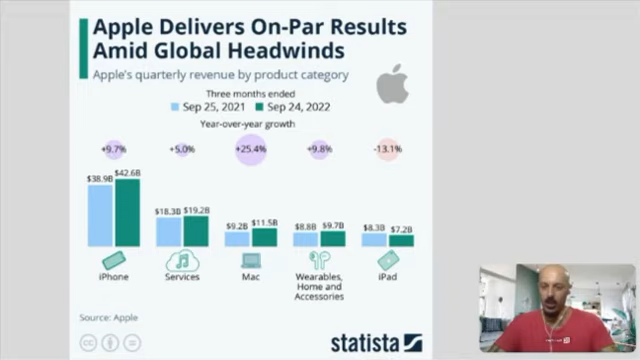 Apple Delivers On-Par Results
Amid Global Headwinds
Apple's quarterly revenue by product category
Three months ended
Sep 25, 2021 Sep 24, 2022
Year-over-year growth
+9.7% +5.0% +25.4% +9.8% -13.1%
$38.9B $42.6B $18.3B $19.2B $9.2B $11.5B $8.8B $9.7B $8.3B $7.2B
iPhone Services Mac Wearables, iPad
Home and
Accessories
Source: Apple
cc
statista